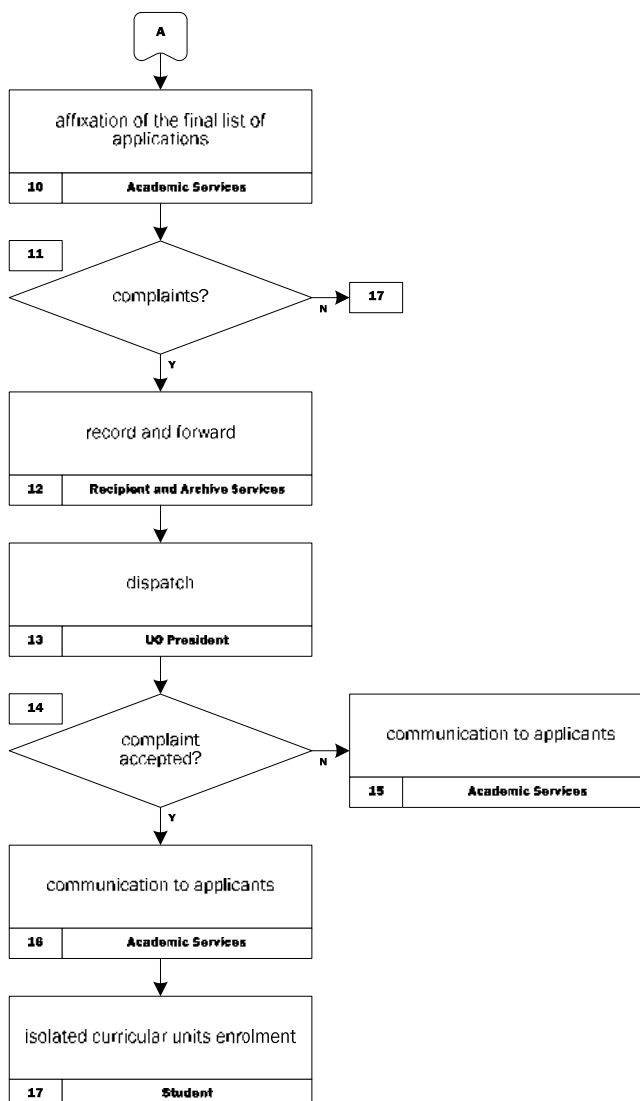 A
affixation of the final list of
applications
10 Academic Services
11
complaints?
N
17
Y
record and forward
12 Recipient and Archive Services
dispatch
13 UO President
14
complaint
accepted?
N
communication to applicants
15 Academic Services
Y
communication to applicants
16 Academic Services
isolated curricular units enrolment
17 Student